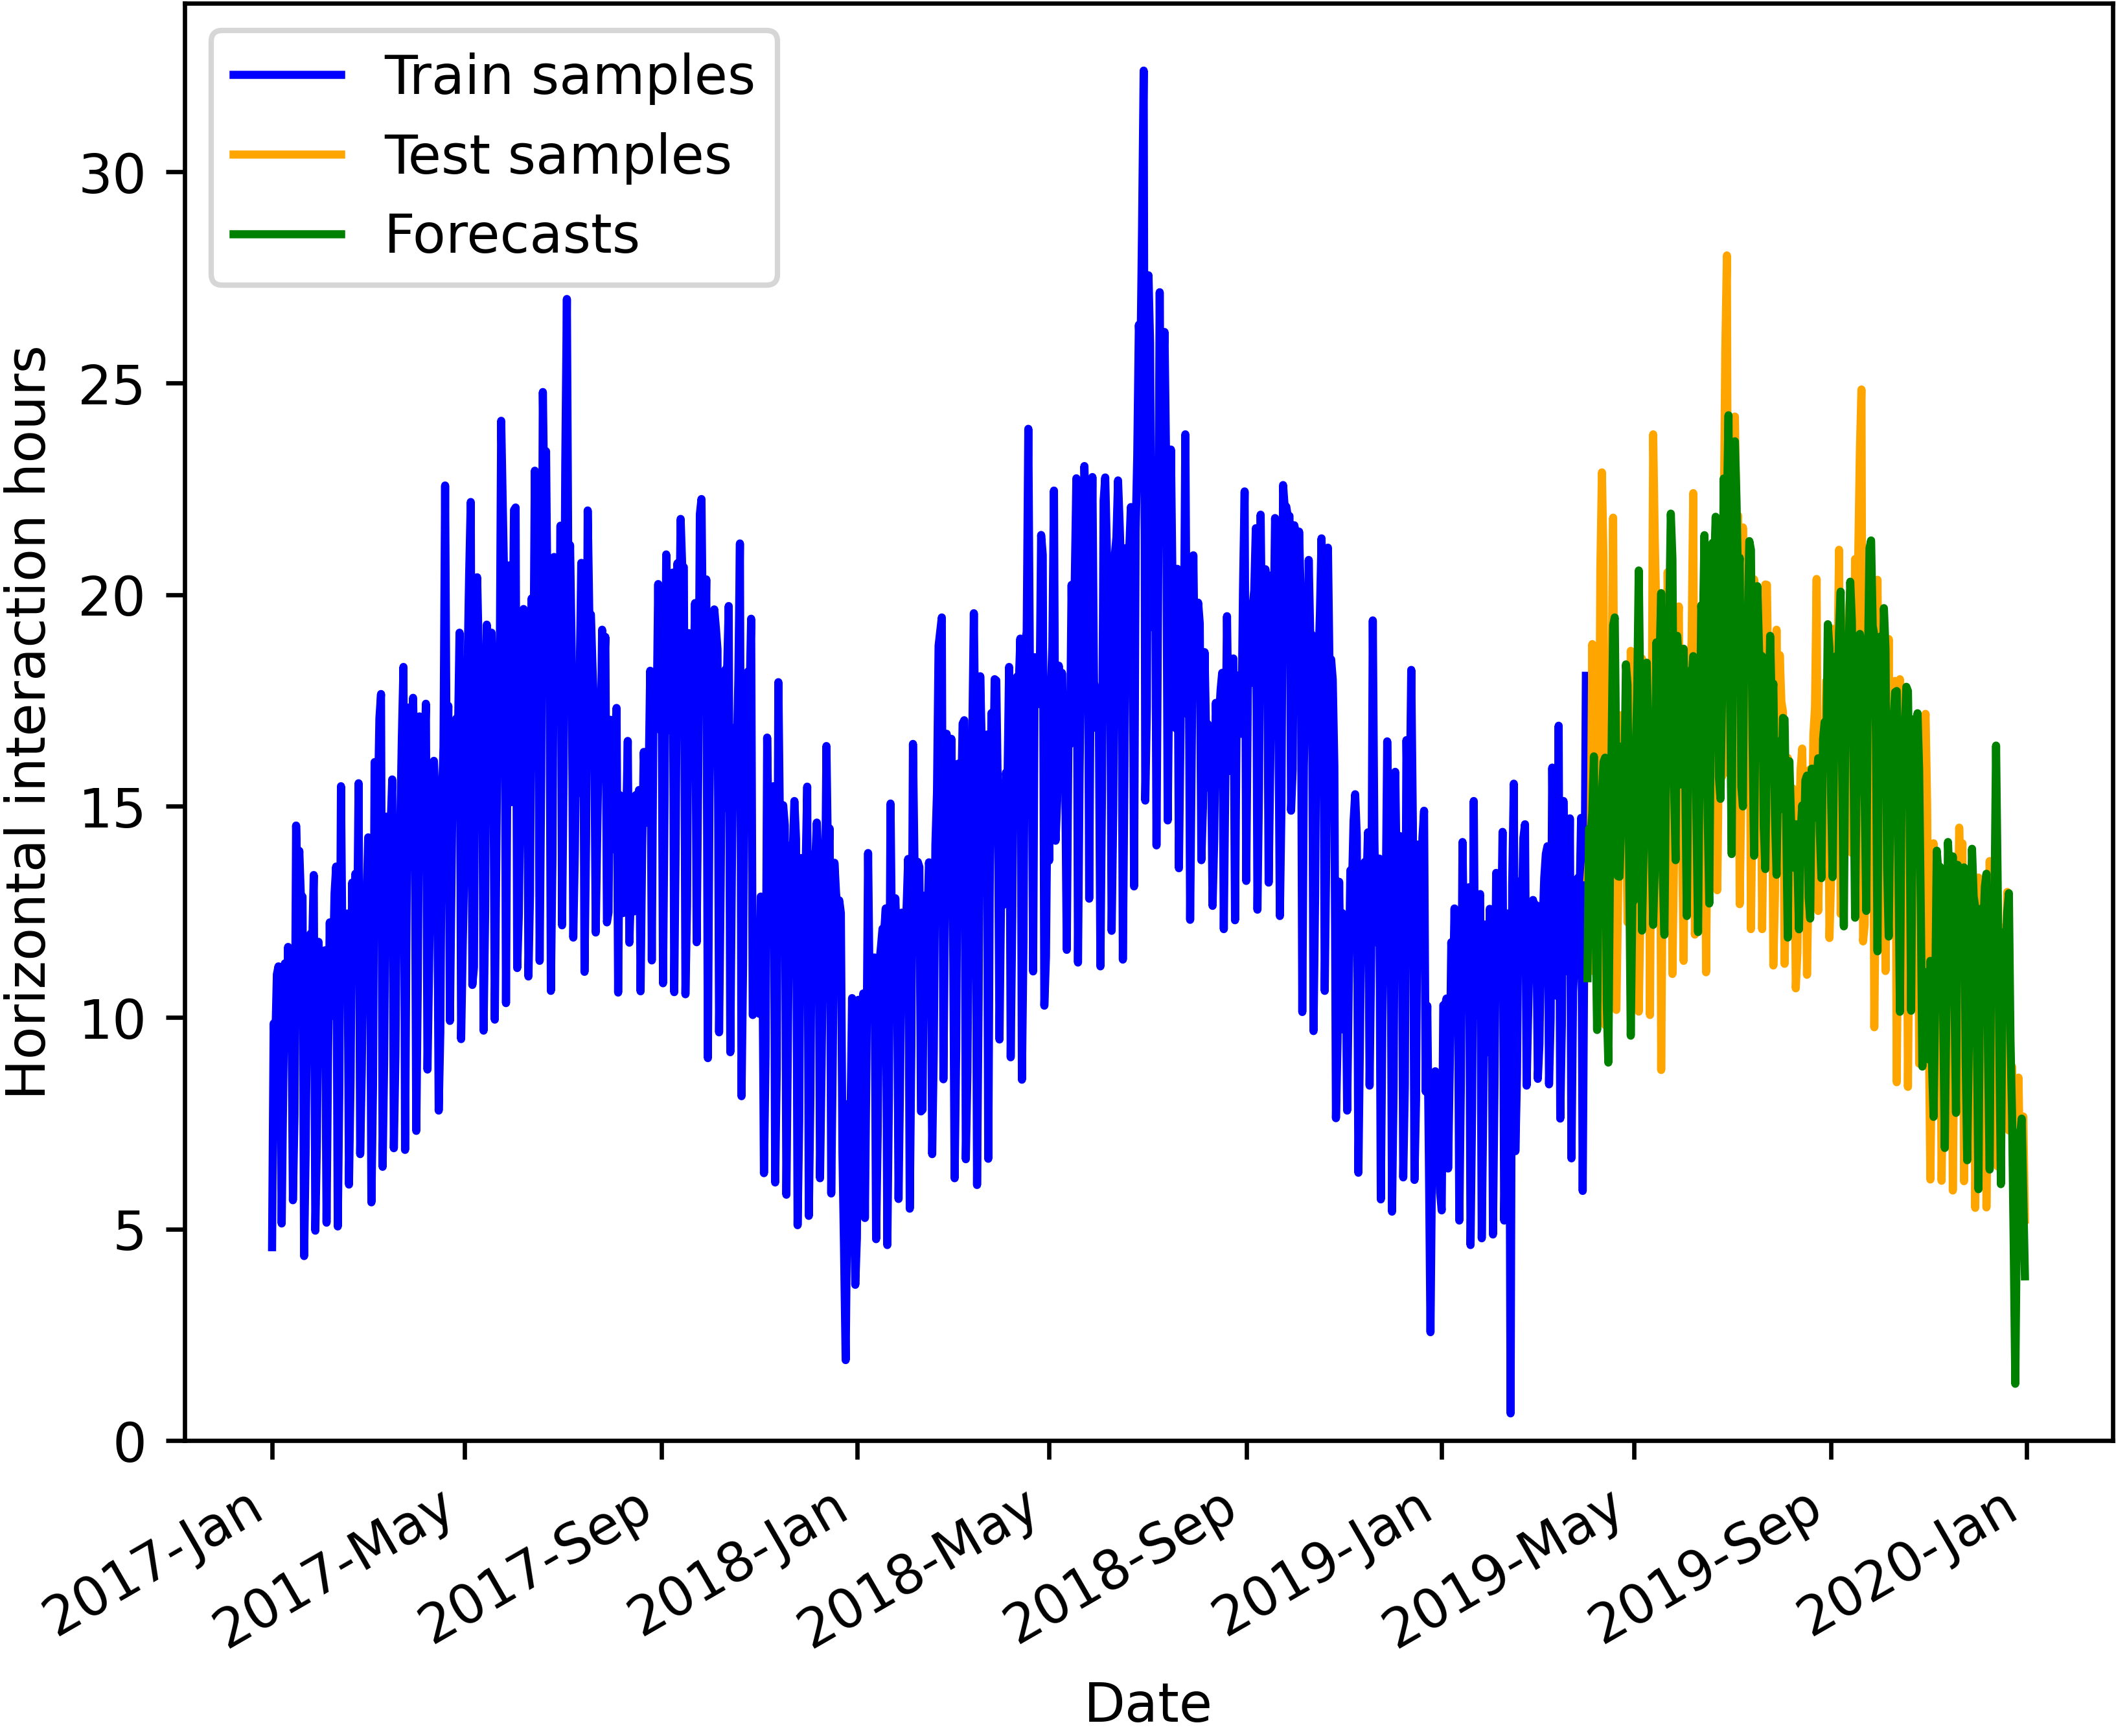 Train samples
Test samples
Forecasts
Horizontal interaction hours
30
25
20
15
10
5
0
2017-Jan
2017-May
2017-Sep
2018-Jan
2018-May
2018-Sep
2019-Jan
2019-May
2019-Sep
2020-Jan
Date